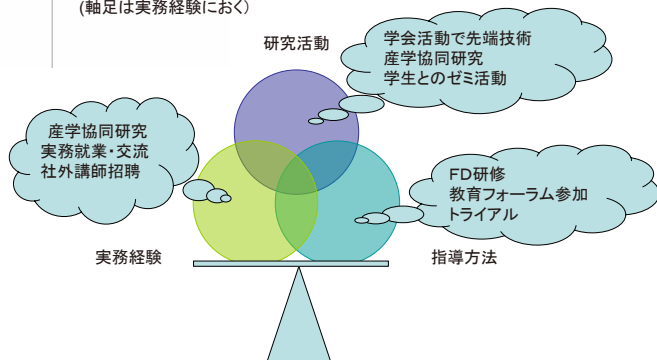 (軸足は実務経験におく)
研究活動
学会活動で先端技術
産学協同研究
学生とのゼミ活動
産学協同研究
実務就業・交流
社外講師招聘
FD研修
教育フォーラム参加
トライアル
実務経験
指導方法